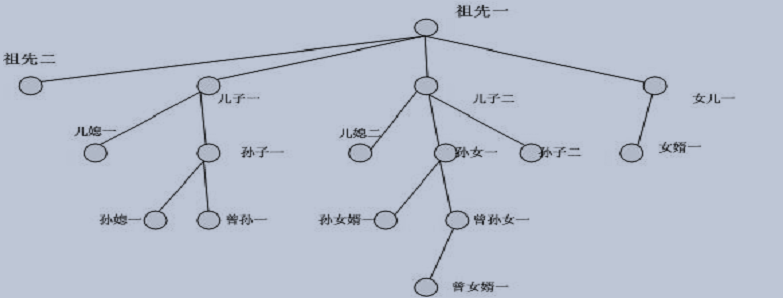 祖先一
祖先二
儿子一
儿子二
女儿一
儿媳一
孙子一
儿媳二
孙女一
孙子二
女婿一
孙媳一
曾孙一
孙女婿一
曾孙女一
曾女婿一